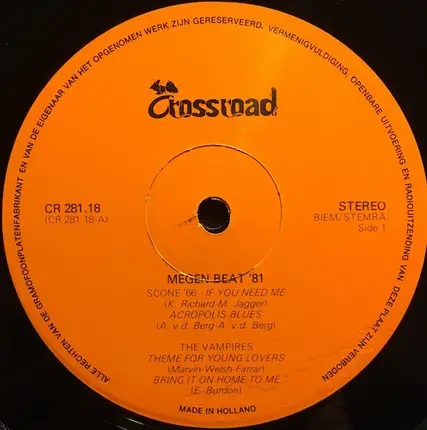 ALLE RECHTEN VAN DE GRAMOFOONPLATENFABRIKANT EN VAN DE EIGENAAR VAN HET OPGENOMEN WERK ZIJN GERESERVEERD. VERMENIGVULDIGING, OPENBARE UITVOERING EN RADIOUITZENDING VAN DEZE PLAAT ZIJN VERBODEN
Crossroad
CR 281.18
(CR 281 18-A)
STEREO
BIEM/STEMRA
Side 1
MEGEN BEAT '81
SCONE '66 - IF YOU NEED ME
(K. Richard-M. Jagger)
ACROPOLIS BLUES
(A. v.d. Berg-A. v d. Berg)
THE VAMPIRES
THEME FOR YOUNG LOVERS
(Marvin-Welsh-Farrar)
BRING IT ON HOME TO ME
(E. Burdon)
MADE IN HOLLAND